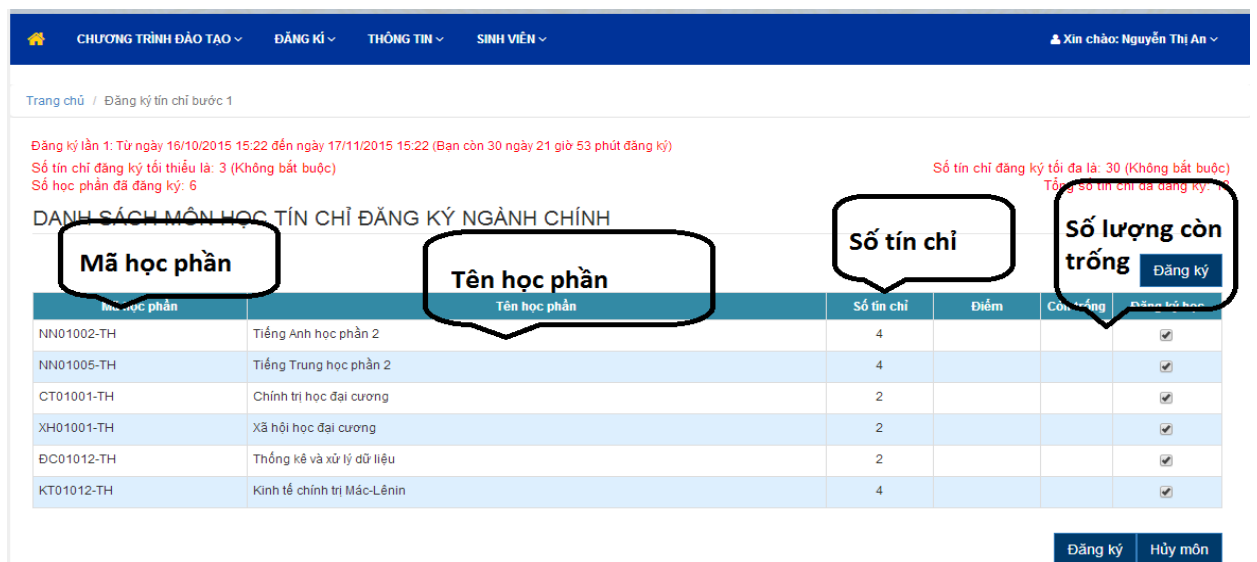 CHƯƠNG TRÌNH ĐÀO TẠO ĐĂNG KÍ THÔNG TIN SINH VIÊN Xin chào: Nguyễn Thị An
Trang chủ / Đăng ký tín chỉ bước 1
Đăng ký lần 1: Từ ngày 16/10/2015 15:22 đến ngày 17/11/2015 15:22 (Bạn còn 30 ngày 21 giờ 53 phút đăng ký)
Số tín chỉ đăng ký tối thiểu là: 3 (Không bắt buộc) Số tín chỉ đăng ký tối đa là: 30 (Không bắt buộc)
Số học phần đã đăng ký: 6 Tổng số tín chỉ đã đăng ký:
DANH SÁCH MÔN HỌC TÍN CHỈ ĐĂNG KÝ NGÀNH CHÍNH
Mã học phần
Tên học phần
Số tín chỉ
Số lượng còn
trống
Đăng ký
Mã học phần Tên học phần Số tín chỉ Điểm Còn trống Đăng ký học
NN01002-TH Tiếng Anh học phần 2 4
NN01005-TH Tiếng Trung học phần 2 4
CT01001-TH Chính trị học đại cương 2
XH01001-TH Xã hội học đại cương 2
ĐC01012-TH Thống kê và xử lý dữ liệu 2
KT01012-TH Kinh tế chính trị Mác-Lênin 4
Đăng ký Hủy môn